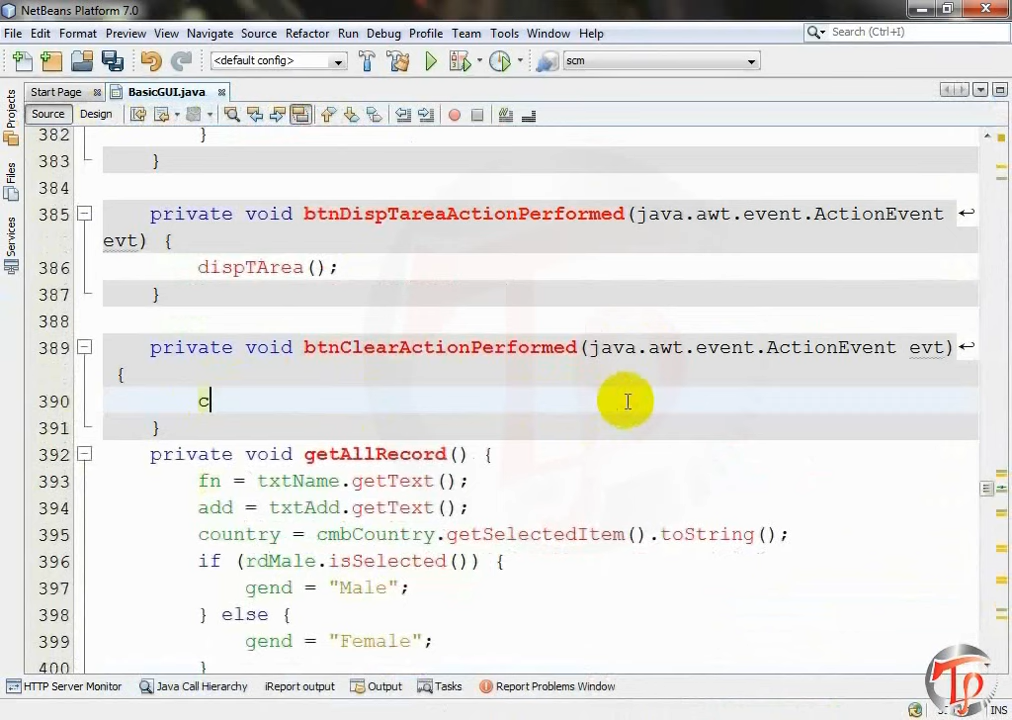 NetBeans Platform 7.0
File Edit Format Preview View Navigate Source Refactor Run Debug Profile Team Tools Window Help Search (Ctrl+I)
<default config> scm
Start Page BasicGUI.java
Source Design
Projects
Files
Services
382 }
383 }
384
385 private void btnDispTareaActionPerformed(java.awt.event.ActionEvent
evt) {
386 dispTArea();
387 }
388
389 private void btnClearActionPerformed(java.awt.event.ActionEvent evt)
{
390 c
391 }
392 private void getAllRecord() {
393 fn = txtName.getText();
394 add = txtAdd.getText();
395 country = cmbCountry.getSelectedItem().toString();
396 if (rdMale.isSelected()) {
397 gend = "Male";
398 } else {
399 gend = "Female";
400 }
HTTP Server Monitor Java Call Hierarchy iReport output Output Tasks Report Problems Window
INS